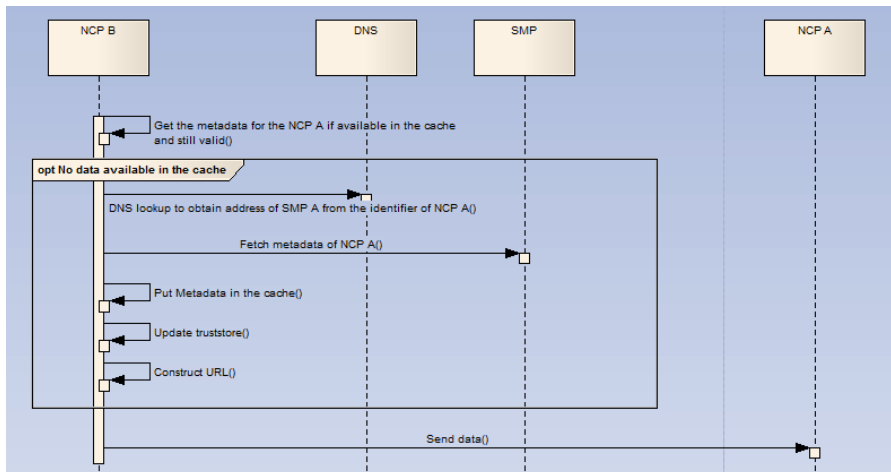 NCP B
DNS
SMP
NCP A
Get the metadata for the NCP A if available in the cache
and still valid()
opt No data available in the cache
DNS lookup to obtain address of SMP A from the identifier of NCP A()
Fetch metadata of NCP A()
Put Metadata in the cache()
Update truststore()
Construct URL()
Send data()